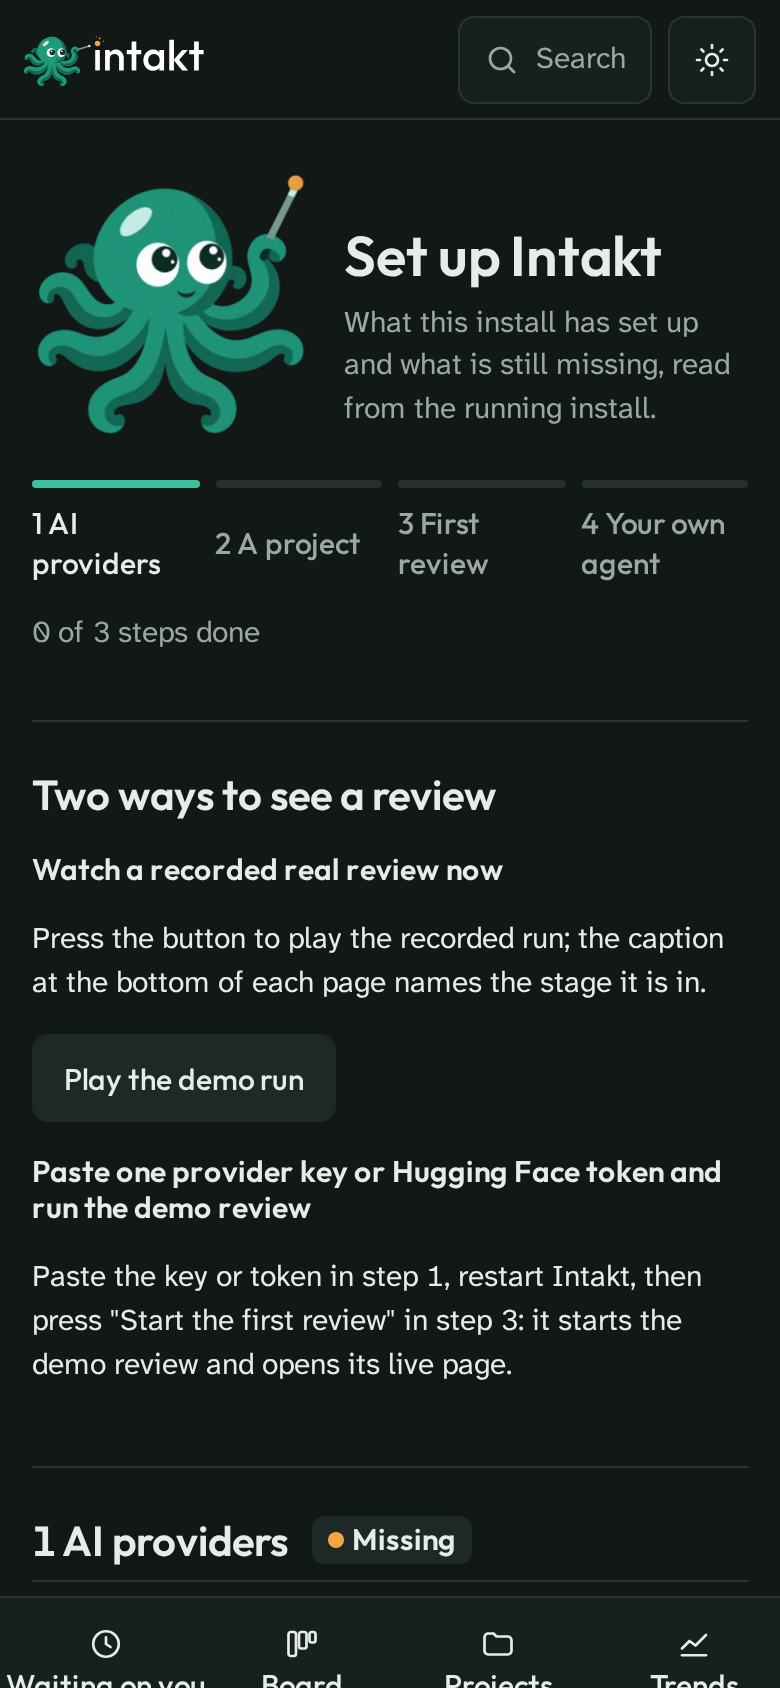 intakt
Search
Set up Intakt
What this install has set up
and what is still missing, read
from the running install.
1 AI
providers
2 A project
3 First
review
4 Your own
agent
0 of 3 steps done
Two ways to see a review
Watch a recorded real review now
Press the button to play the recorded run; the caption
at the bottom of each page names the stage it is in.
Play the demo run
Paste one provider key or Hugging Face token and
run the demo review
Paste the key or token in step 1, restart Intakt, then
press "Start the first review" in step 3: it starts the
demo review and opens its live page.
1 AI providers
Missing
Waiting on you
Board
Projects
Trends